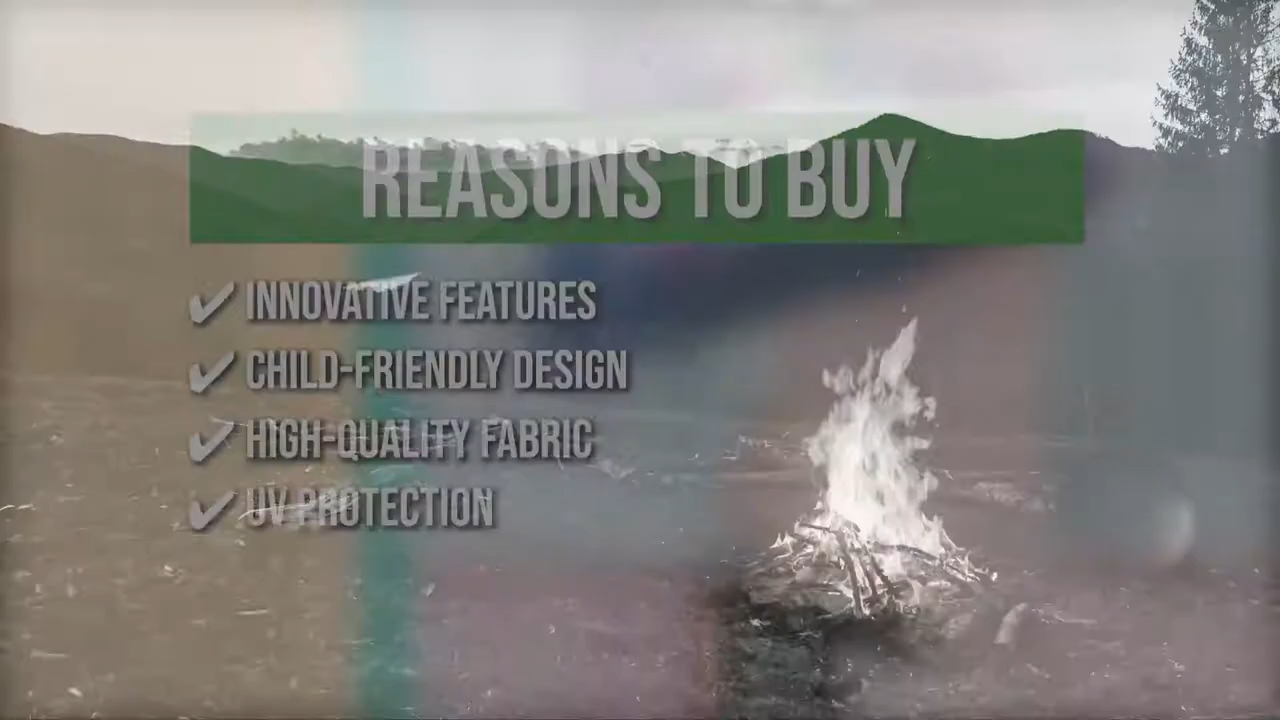 REASONS TO BUY
✔ INNOVATIVE FEATURES
✔ CHILD-FRIENDLY DESIGN
✔ HIGH-QUALITY FABRIC
✔ UV PROTECTION